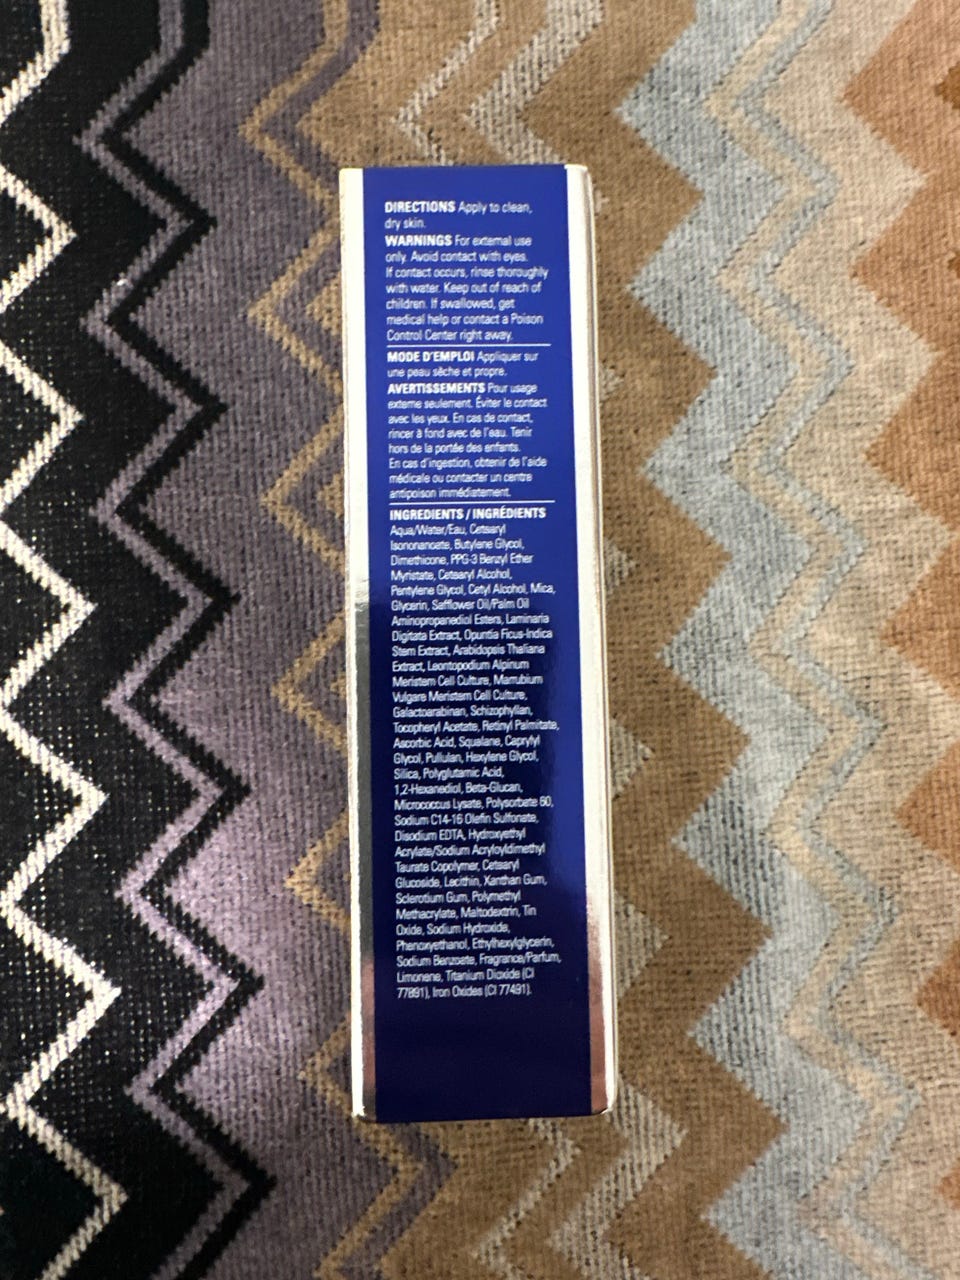 DIRECTIONS Apply to clean,
dry skin.
WARNINGS For external use
only. Avoid contact with eyes.
If contact occurs, rinse thoroughly
with water. Keep out of reach of
children. If swallowed, get
medical help or contact a Poison
Control Center right away.
MODE D'EMPLOI Appliquer sur
une peau sèche et propre.
AVERTISSEMENTS Pour usage
externe seulement. Éviter le contact
avec les yeux. En cas de contact,
rincer à fond avec de l'eau. Tenir
hors de la portée des enfants.
En cas d'ingestion, obtenir de l'aide
médicale ou contacter un centre
antipoison immédiatement.
INGREDIENTS / INGRÉDIENTS
Aqua/Water/Eau, Cetearyl
Isononanoate, Butylene Glycol,
Dimethicone, PPG-3 Benzyl Ether
Myristate, Cetearyl Alcohol,
Pentylene Glycol, Cetyl Alcohol, Mica,
Glycerin, Safflower Oil/Palm Oil
Aminopropanediol Esters, Laminaria
Digitata Extract, Opuntia Ficus-Indica
Stem Extract, Arabidopsis Thaliana
Extract, Leontopodium Alpinum
Meristem Cell Culture, Marrubium
Vulgare Meristem Cell Culture,
Galactoarabinan, Schizophyllan,
Tocopheryl Acetate, Retinyl Palmitate,
Ascorbic Acid, Squalane, Caprylyl
Glycol, Pullulan, Hexylene Glycol,
Silica, Polyglutamic Acid,
1,2-Hexanediol, Beta-Glucan,
Micrococcus Lysate, Polysorbate 60,
Sodium C14-16 Olefin Sulfonate,
Disodium EDTA, Hydroxyethyl
Acrylate/Sodium Acryloyldimethyl
Taurate Copolymer, Cetearyl
Glucoside, Lecithin, Xanthan Gum,
Sclerotium Gum, Polymethyl
Methacrylate, Maltodextrin, Tin
Oxide, Sodium Hydroxide,
Phenoxyethanol, Ethylhexylglycerin,
Sodium Benzoate, Fragrance/Parfum,
Limonene, Titanium Dioxide (CI
77891), Iron Oxides (CI 77491).